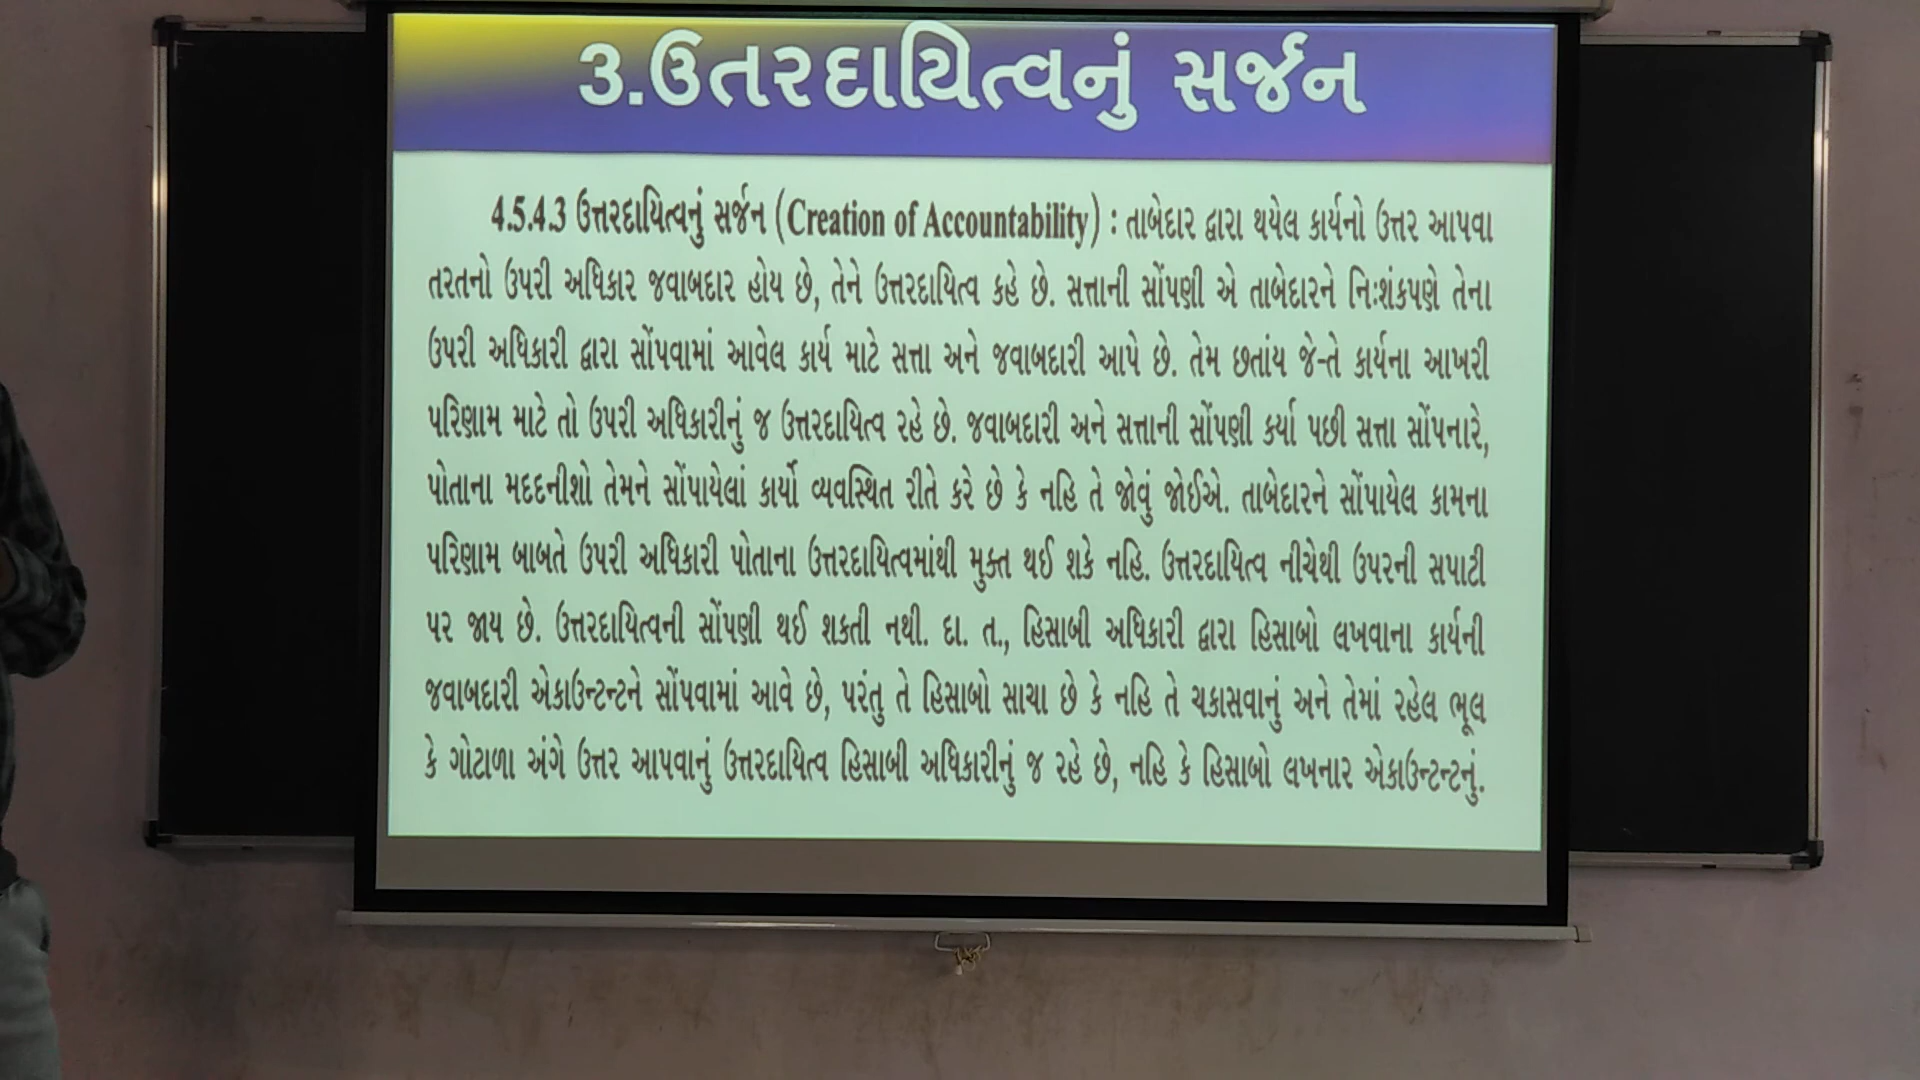 ૩.ઉતરદાયિત્વનું સર્જન
4.5.4.3 ઉત્તરદાયિત્વનું સર્જન (Creation of Accountability) : તાબેદાર દ્વારા થયેલ કાર્યનો ઉત્તર આપવા
તરતનો ઉપરી અધિકાર જવાબદાર હોય છે, તેને ઉત્તરદાયિત્વ કહે છે. સત્તાની સોંપણી એ તાબેદારને નિઃશંકપણે તેના
ઉપરી અધિકારી દ્વારા સોંપવામાં આવેલ કાર્ય માટે સત્તા અને જવાબદારી આપે છે. તેમ છતાંય જે-તે કાર્યના આખરી
પરિણામ માટે તો ઉપરી અધિકારીનું જ ઉત્તરદાયિત્વ રહે છે. જવાબદારી અને સત્તાની સોંપણી કર્યા પછી સત્તા સોંપનારે,
પોતાના મદદનીશો તેમને સોંપાયેલાં કાર્યો વ્યવસ્થિત રીતે કરે છે કે નહિ તે જોવું જોઈએ. તાબેદારને સોંપાયેલ કામના
પરિણામ બાબતે ઉપરી અધિકારી પોતાના ઉત્તરદાયિત્વમાંથી મુક્ત થઈ શકે નહિ. ઉત્તરદાયિત્વ નીચેથી ઉપરની સપાટી
પર જાય છે. ઉત્તરદાયિત્વની સોંપણી થઈ શકતી નથી. દા. ત., હિસાબી અધિકારી દ્વારા હિસાબો લખવાના કાર્યની
જવાબદારી એકાઉન્ટન્ટને સોંપવામાં આવે છે, પરંતુ તે હિસાબો સાચા છે કે નહિ તે ચકાસવાનું અને તેમાં રહેલ ભૂલ
કે ગોટાળા અંગે ઉત્તર આપવાનું ઉત્તરદાયિત્વ હિસાબી અધિકારીનું જ રહે છે, નહિ કે હિસાબો લખનાર એકાઉન્ટન્ટનું.